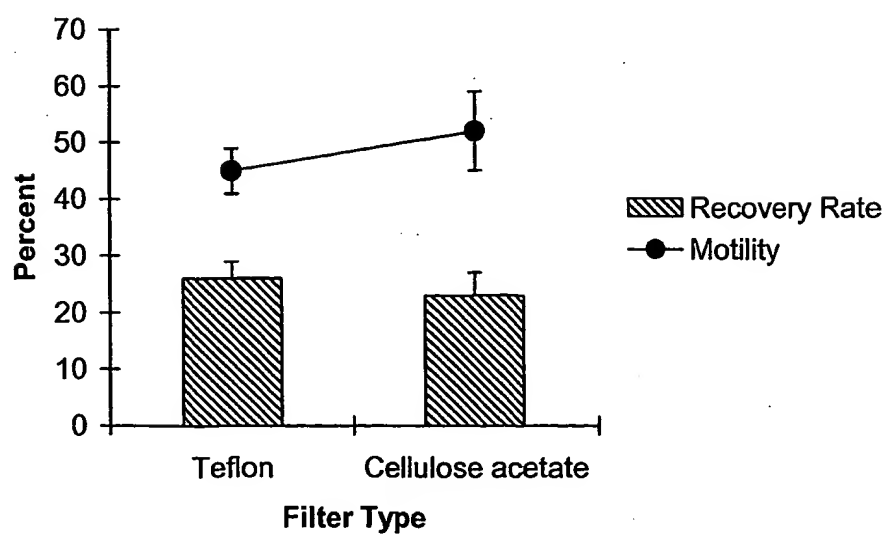 70
60
50
40
30
20
10
0
Percent
Teflon
Cellulose acetate
Filter Type
Recovery Rate
Motility